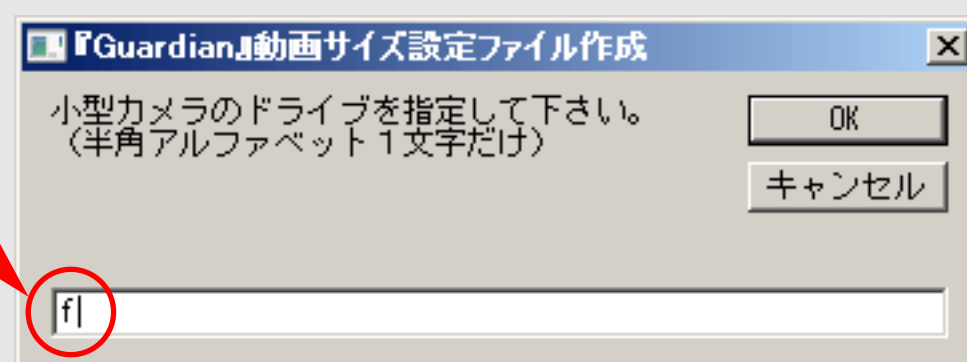 『Guardian』動画サイズ設定ファイル作成
小型カメラのドライブを指定して下さい。
（半角アルファベット１文字だけ）
OK
キャンセル
f